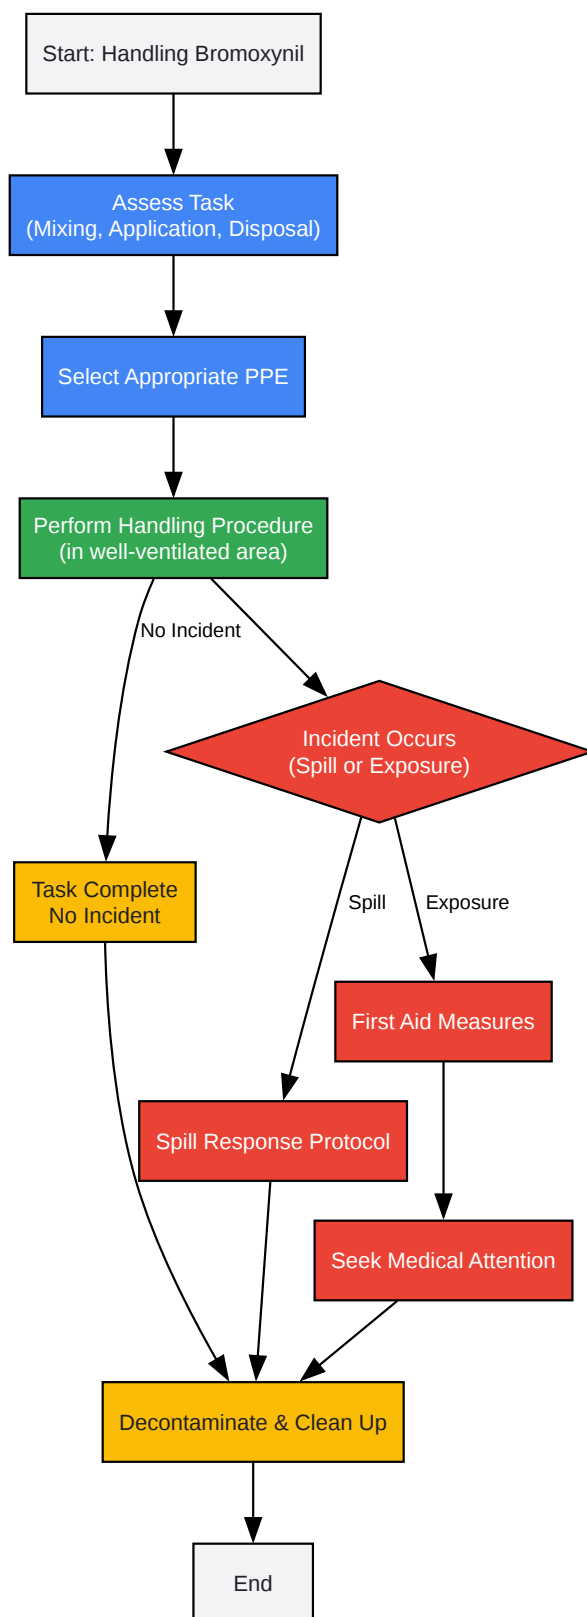 Start: Handling Bromoxynil
Assess Task
(Mixing, Application, Disposal)
Select Appropriate PPE
Perform Handling Procedure
(in well-ventilated area)
No Incident
Incident Occurs
(Spill or Exposure)
Task Complete
No Incident
Spill
Exposure
First Aid Measures
Spill Response Protocol
Seek Medical Attention
Decontaminate & Clean Up
End